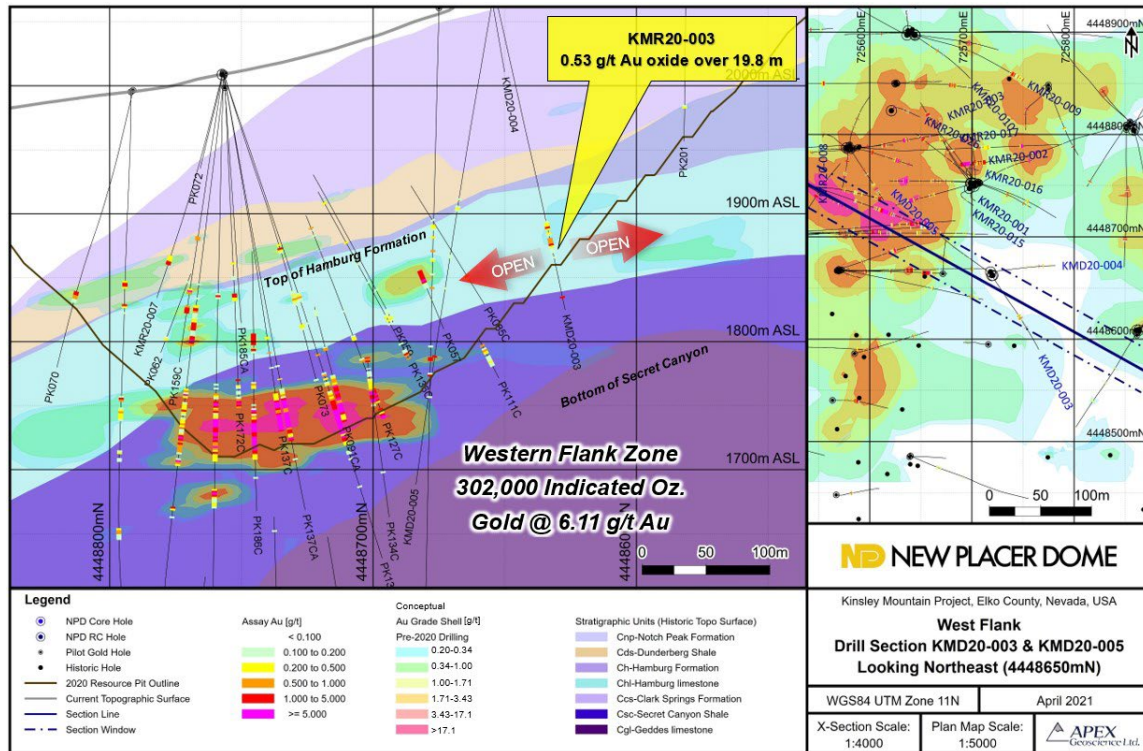 KMR20-003
0.53 g/t Au oxide over 19.8 m
2000m ASL
1900m ASL
1800m ASL
1700m ASL
KMD20-004
PK201
PK072
Top of Hamburg Formation
OPEN
OPEN
Bottom of Secret Canyon
PK070
KMR20-007
PK062
PK159C
PK185CA
PK172C
PK186C
PK137C
PK137CA
PK073
PK091CA
PK127C
PK134C
PK057
PK085C
PK111C
KMD20-003
KMD20-005
Western Flank Zone
302,000 Indicated Oz.
Gold @ 6.11 g/t Au
4448800mN
4448700mN
4448600mN
0 50 100m
725600mE
725700mE
725800mE
4448900mN
4448800mN
4448700mN
4448600mN
4448500mN
N
KMR20-009
KMR20-003
KMR20-002
KMR20-016
KMR20-008
KMD20-005
KMR20-001
KMR20-015
KMD20-004
KMD20-003
0 50 100m
Legend
NPD Core Hole
NPD RC Hole
Pilot Gold Hole
Historic Hole
2020 Resource Pit Outline
Current Topographic Surface
Section Line
Section Window
Assay Au [g/t]
< 0.100
0.100 to 0.200
0.200 to 0.500
0.500 to 1.000
1.000 to 5.000
>= 5.000
Conceptual
Au Grade Shell [g/t]
Pre-2020 Drilling
0.20-0.34
0.34-1.00
1.00-1.71
1.71-3.43
3.43-17.1
>17.1
Stratigraphic Units (Historic Topo Surface)
Cnp-Notch Peak Formation
Cds-Dunderberg Shale
Ch-Hamburg Formation
Chl-Hamburg limestone
Ccs-Clark Springs Formation
Csc-Secret Canyon Shale
Cgl-Geddes limestone
NEW PLACER DOME
Kinsley Mountain Project, Elko County, Nevada, USA
West Flank
Drill Section KMD20-003 & KMD20-005
Looking Northeast (4448650mN)
WGS84 UTM Zone 11N
April 2021
X-Section Scale:
1:4000
Plan Map Scale:
1:5000
APEX
Geoscience Ltd.